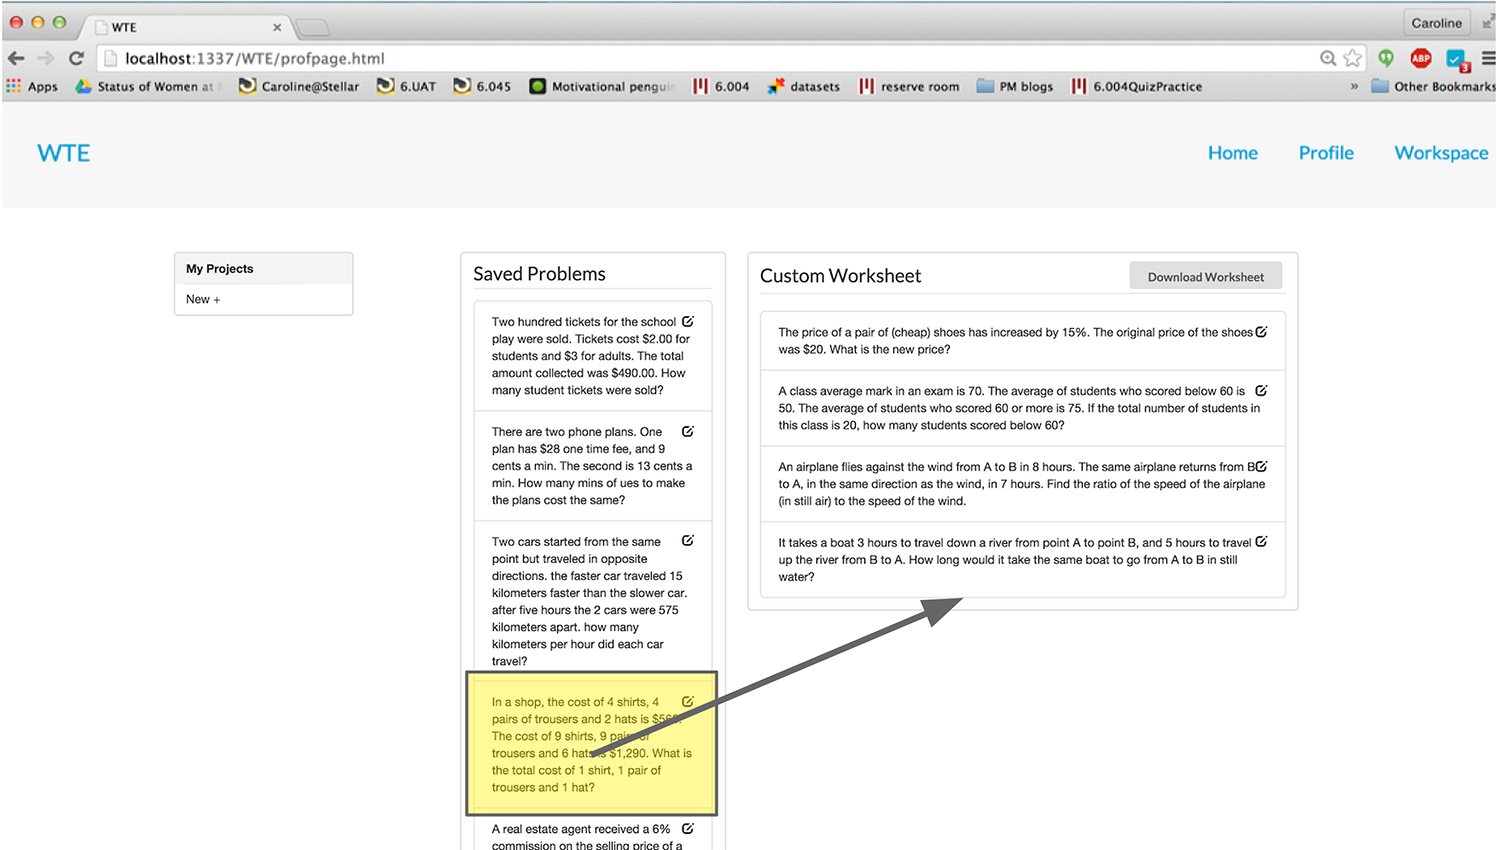 WTE
Caroline
localhost:1337/WTE/profpage.html
ABP
3
Apps
Status of Women at
Caroline@Stellar
6.UAT
6.045
Motivational penguin
6.004
datasets
reserve room
PM blogs
6.004QuizPractice
»
Other Bookmarks
WTE
Home
Profile
Workspace
My Projects
New +
Saved Problems
Two hundred tickets for the school
play were sold. Tickets cost $2.00 for
students and $3 for adults. The total
amount collected was $490.00. How
many student tickets were sold?
There are two phone plans. One
plan has $28 one time fee, and 9
cents a min. The second is 13 cents a
min. How many mins of ues to make
the plans cost the same?
Two cars started from the same
point but traveled in opposite
directions. the faster car traveled 15
kilometers faster than the slower car.
after five hours the 2 cars were 575
kilometers apart. how many
kilometers per hour did each car
travel?
In a shop, the cost of 4 shirts, 4
pairs of trousers and 2 hats is
The cost of 9 shirts, 9 pairs of
trousers and 6 hats is $1,290. What is
the total cost of 1 shirt, 1 pair of
trousers and 1 hat?
A real estate agent received a 6%
commission on the selling price of a
Custom Worksheet
Download Worksheet
The price of a pair of (cheap) shoes has increased by 15%. The original price of the shoes
was $20. What is the new price?
A class average mark in an exam is 70. The average of students who scored below 60 is
50. The average of students who scored 60 or more is 75. If the total number of students in
this class is 20, how many students scored below 60?
An airplane flies against the wind from A to B in 8 hours. The same airplane returns from B
to A, in the same direction as the wind, in 7 hours. Find the ratio of the speed of the airplane
(in still air) to the speed of the wind.
It takes a boat 3 hours to travel down a river from point A to point B, and 5 hours to travel
up the river from B to A. How long would it take the same boat to go from A to B in still
water?